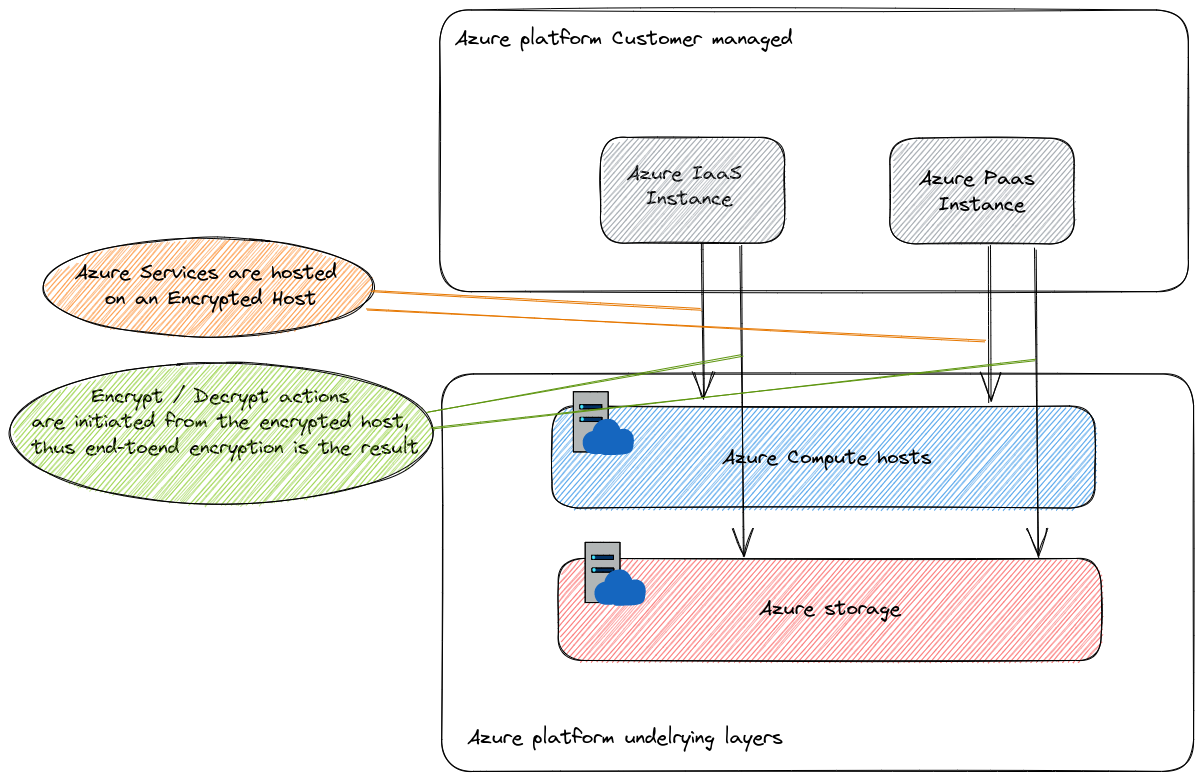 Azure platform Customer managed
Azure IaaS
Instance
Azure Paas
Instance
Azure Services are hosted
on an Encrypted Host
Encrypt / Decrypt actions
are initiated from the encrypted host,
thus end-toend encryption is the result
Azure Compute hosts
Azure storage
Azure platform undelrying layers